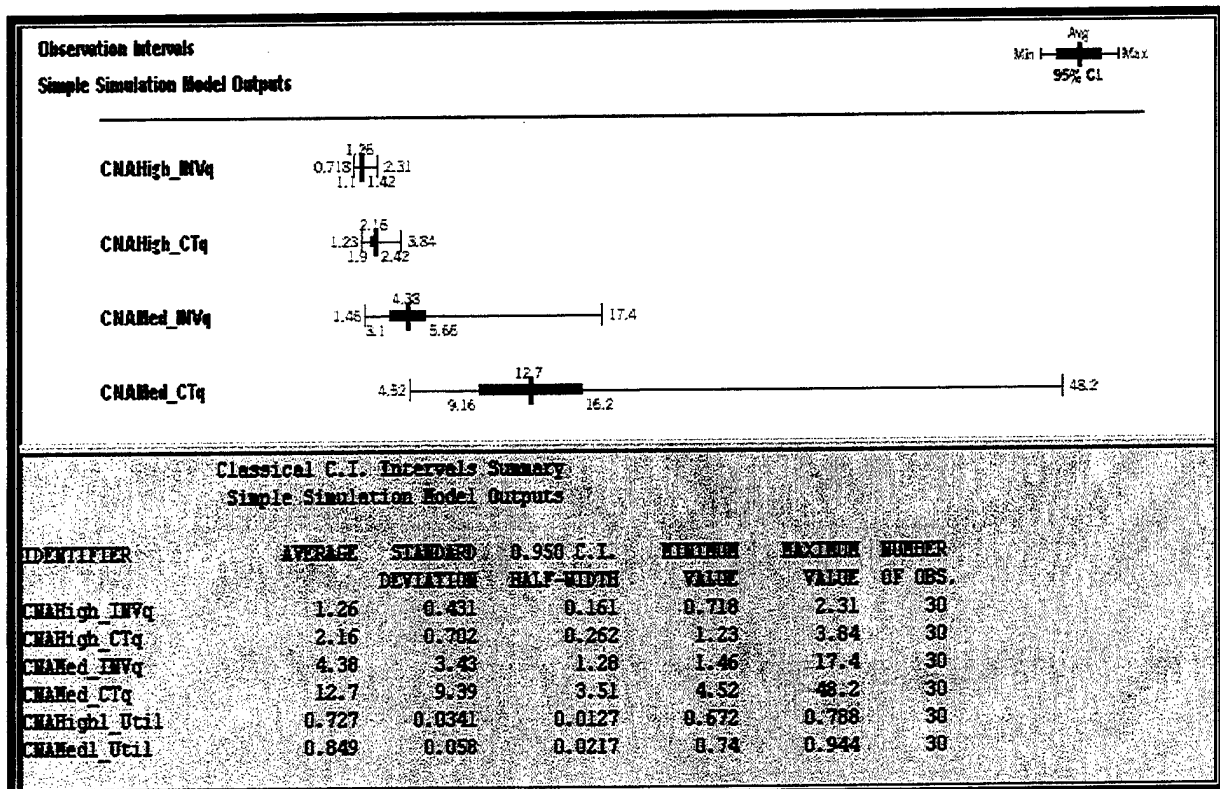 Observation Intervals
Simple Simulation Model Outputs
Avg
Min Max
95% C.I.
CNAHigh_INVq 0.718 1.26 2.31 1.1 1.42
CNAHigh_CTq 1.23 2.16 3.84 1.9 2.42
CNAMed_INVq 1.46 4.38 17.4 3.1 5.66
CNAMed_CTq 4.52 12.7 48.2 9.16 16.2
Classical C.I. Intervals Summary
Simple Simulation Model Outputs
IDENTIFIER AVERAGE STANDARD 0.950 C.I. MINIMUM MAXIMUM NUMBER
DEVIATION HALF-WIDTH VALUE VALUE OF OBS.
CNAHigh_INVq 1.26 0.431 0.161 0.718 2.31 30
CNAHigh_CTq 2.16 0.702 0.262 1.23 3.84 30
CNAMed_INVq 4.38 3.43 1.28 1.46 17.4 30
CNAMed_CTq 12.7 9.39 3.51 4.52 48.2 30
CNAHigh1_Util 0.727 0.0341 0.0127 0.672 0.788 30
CNAMed1_Util 0.849 0.058 0.0217 0.74 0.944 30